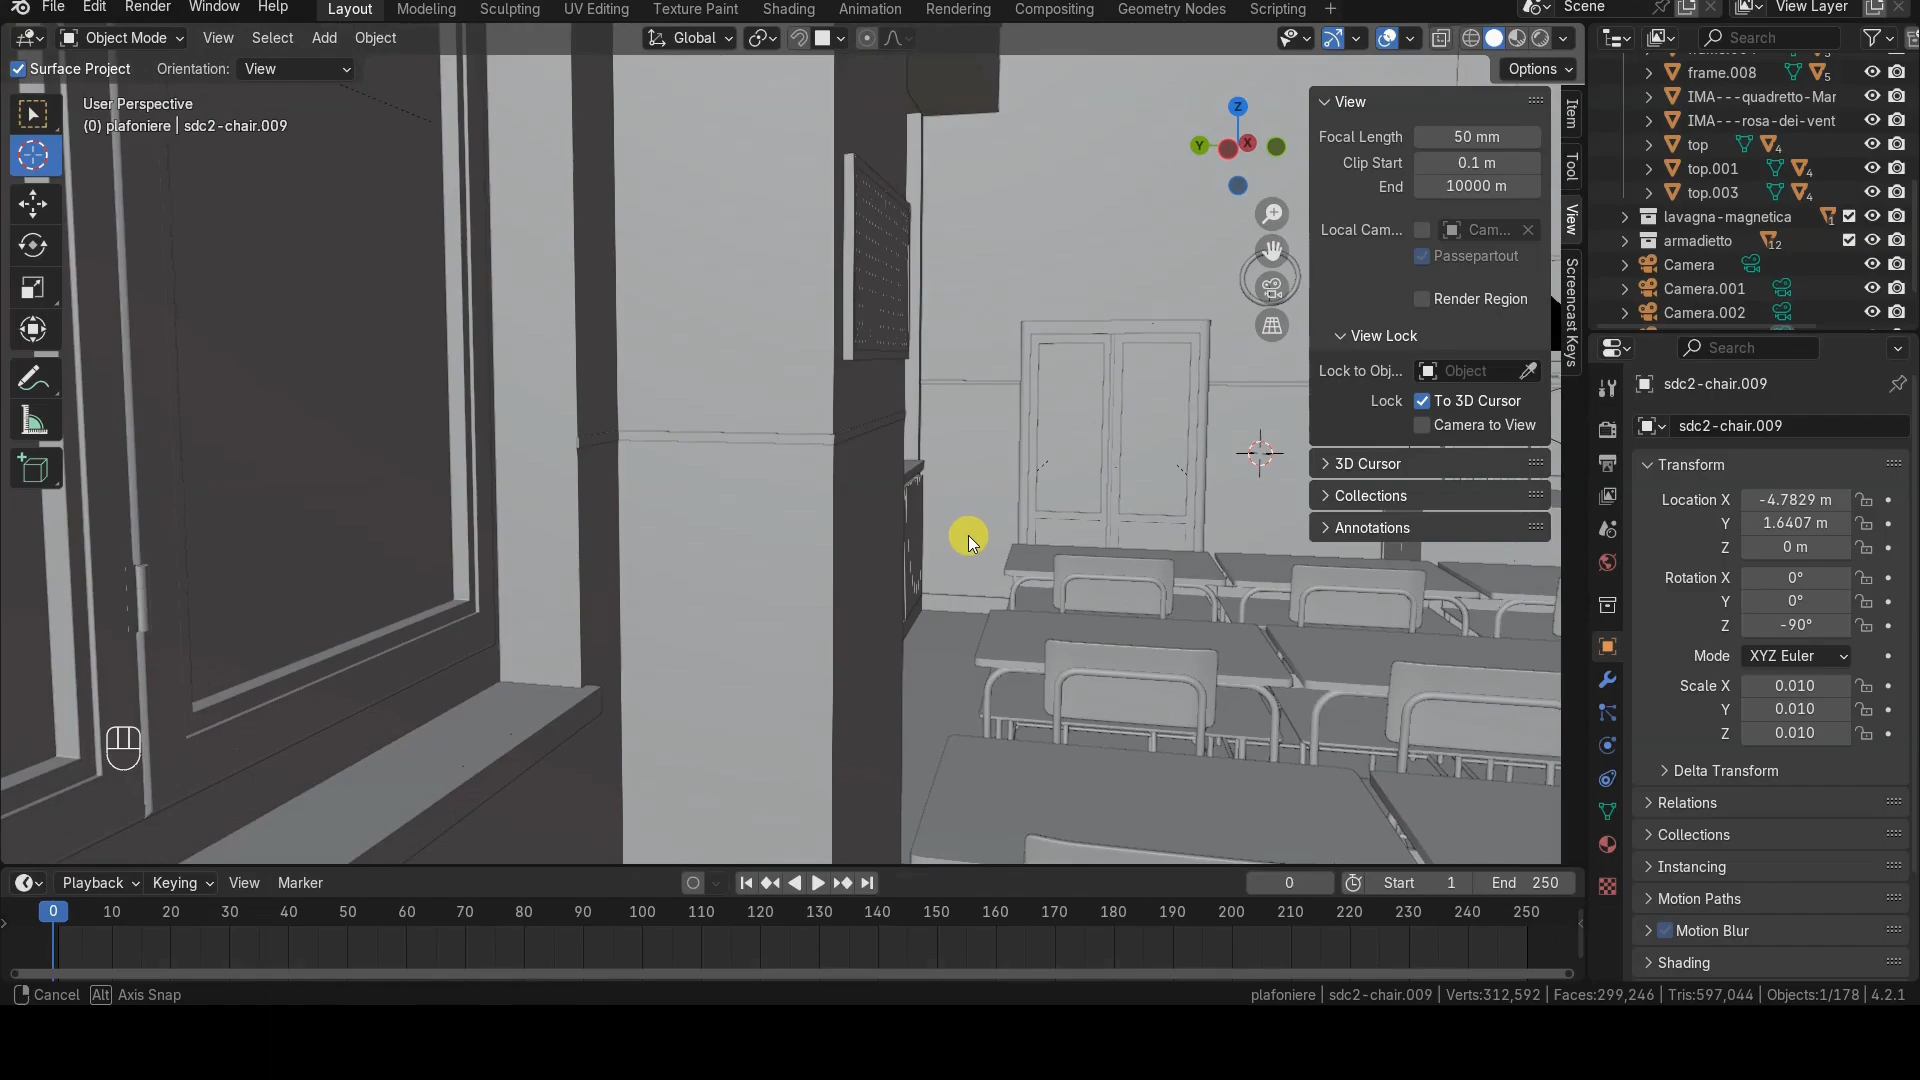 File Edit Render Window Help Layout Modeling Sculpting UV Editing Texture Paint Shading Animation Rendering Compositing Geometry Nodes Scripting + Scene View Layer
Object Mode View Select Add Object Global Search
Surface Project Orientation: View Options
User Perspective
(0) plafoniere | sdc2-chair.009
Z
Y
X
View
Focal Length 50 mm
Clip Start 0.1 m
End 10000 m
Local Cam... Cam...
Passepartout
Render Region
View Lock
Lock to Obj... Object
Lock To 3D Cursor
Camera to View
3D Cursor
Collections
Annotations
Item
Tool
View
Screencast Keys
frame.008 5
IMA---quadretto-Mar
IMA---rosa-dei-vent
top 4
top.001 4
top.003 4
lavagna-magnetica 1
armadietto 12
Camera
Camera.001
Camera.002
Search
sdc2-chair.009
sdc2-chair.009
Transform
Location X -4.7829 m
Y 1.6407 m
Z 0 m
Rotation X 0°
Y 0°
Z -90°
Mode XYZ Euler
Scale X 0.010
Y 0.010
Z 0.010
Delta Transform
Relations
Collections
Instancing
Motion Paths
Motion Blur
Shading
Playback Keying View Marker 0 Start 1 End 250
0 10 20 30 40 50 60 70 80 90 100 110 120 130 140 150 160 170 180 190 200 210 220 230 240 250
Cancel Alt Axis Snap plafoniere | sdc2-chair.009 | Verts:312,592 | Faces:299,246 | Tris:597,044 | Objects:1/178 | 4.2.1